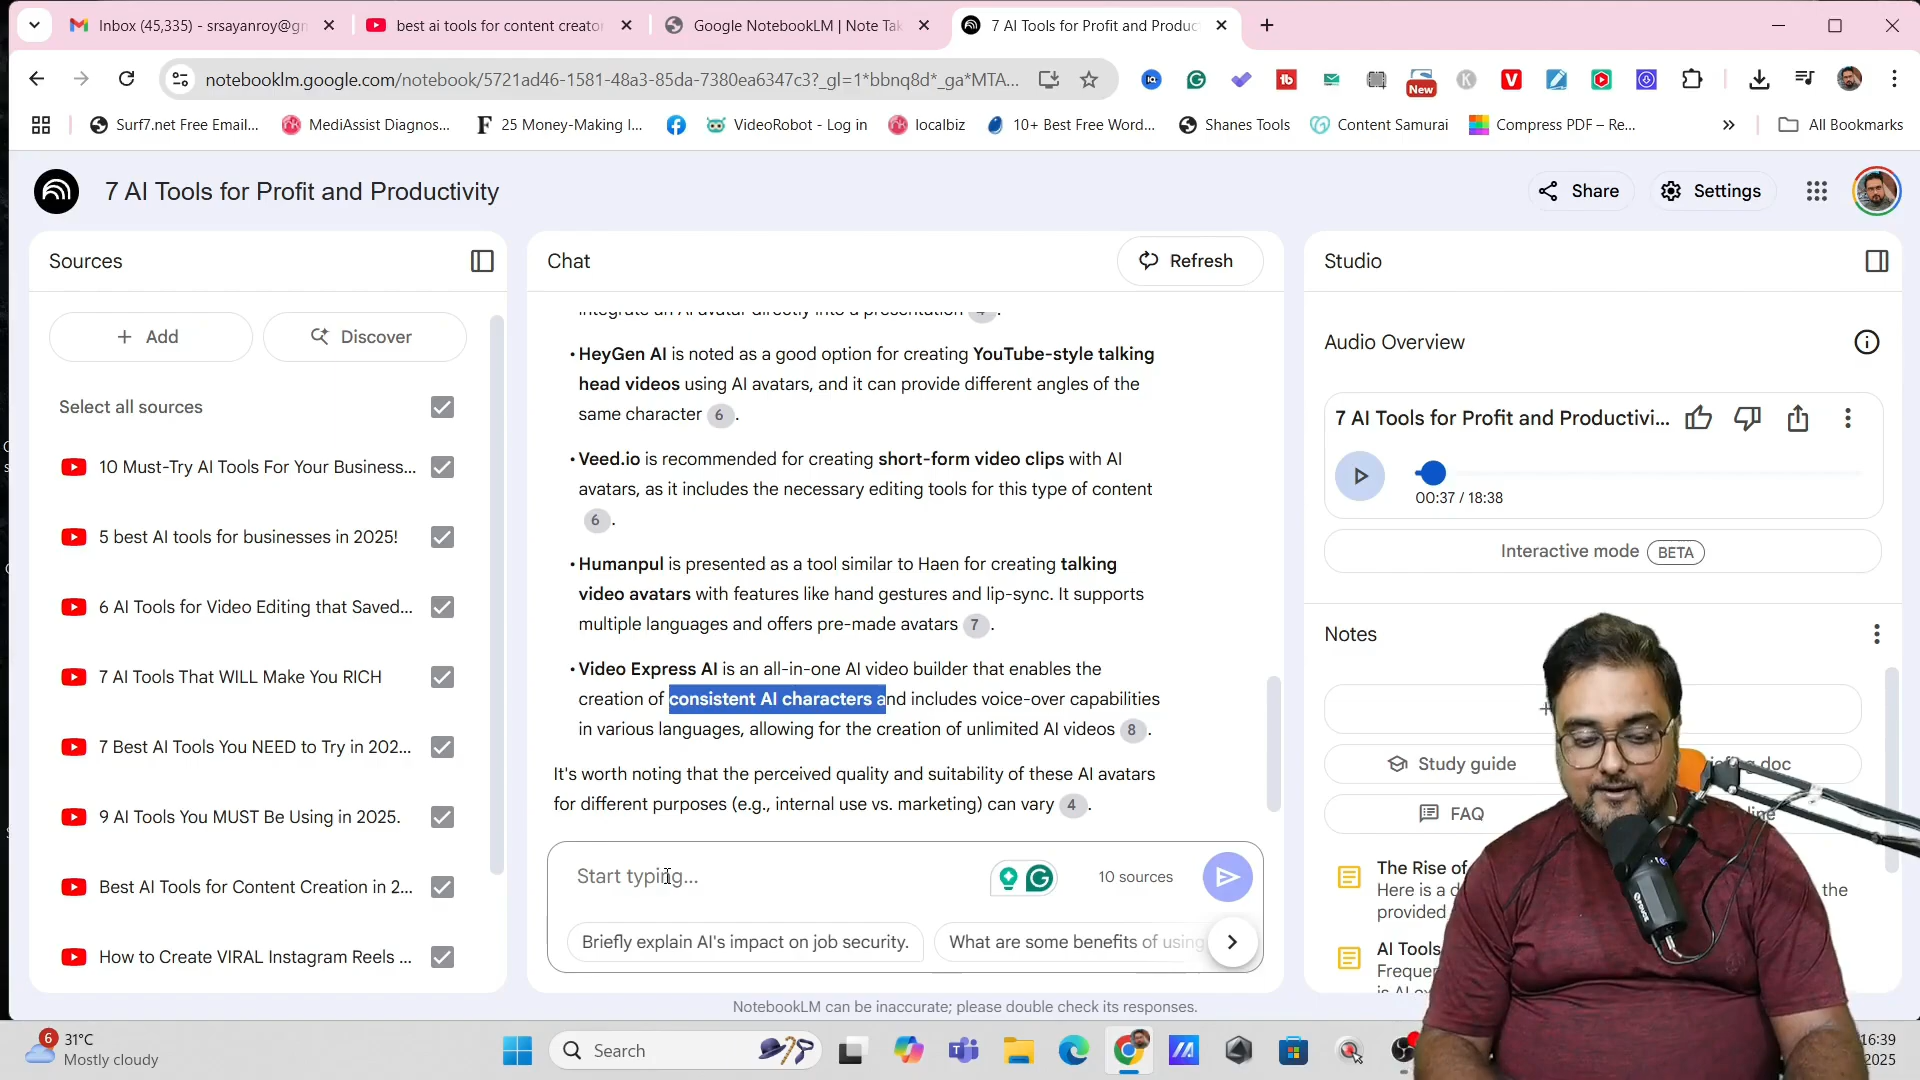 Inbox (45,335) - srsayanroy@gm
best ai tools for content creator
Google NotebookLM | Note Tak
7 AI Tools for Profit and Produc
notebooklm.google.com/notebook/5721ad46-1581-48a3-85da-7380ea6347c3?_gl=1*bbnq8d*_ga*MTA...
New
Surf7.net Free Email...
MediAssist Diagnos...
25 Money-Making I...
VideoRobot - Log in
localbiz
10+ Best Free Word...
Shanes Tools
Content Samurai
Compress PDF – Re...
All Bookmarks
7 AI Tools for Profit and Productivity
Share
Settings
Sources
Add
Discover
Select all sources
10 Must-Try AI Tools For Your Business...
5 best AI tools for businesses in 2025!
6 AI Tools for Video Editing that Saved...
7 AI Tools That WILL Make You RICH
7 Best AI Tools You NEED to Try in 202...
9 AI Tools You MUST Be Using in 2025.
Best AI Tools for Content Creation in 2...
How to Create VIRAL Instagram Reels ...
Chat
Refresh
integrate an AI avatar directly into a presentation 4.
• HeyGen AI is noted as a good option for creating YouTube-style talking
head videos using AI avatars, and it can provide different angles of the
same character 6.
• Veed.io is recommended for creating short-form video clips with AI
avatars, as it includes the necessary editing tools for this type of content
6.
• Humanpul is presented as a tool similar to Haen for creating talking
video avatars with features like hand gestures and lip-sync. It supports
multiple languages and offers pre-made avatars 7.
• Video Express AI is an all-in-one AI video builder that enables the
creation of consistent AI characters and includes voice-over capabilities
in various languages, allowing for the creation of unlimited AI videos 8.
It's worth noting that the perceived quality and suitability of these AI avatars
for different purposes (e.g., internal use vs. marketing) can vary 4.
Start typing...
10 sources
Briefly explain AI's impact on job security.
What are some benefits of using
NotebookLM can be inaccurate; please double check its responses.
Studio
Audio Overview
7 AI Tools for Profit and Productivi...
00:37 / 18:38
Interactive mode BETA
Notes
Study guide
doc
FAQ
The Rise of
Here is a d
the
provided
AI Tools
Frequer
6
31°C
Mostly cloudy
Search
16:39
2025